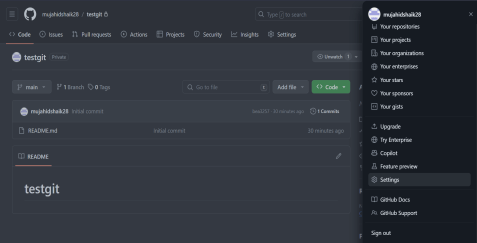 mujahidshaik28 / testgit
Type / to search
Code
Issues
Pull requests
Actions
Projects
Security
Insights
Settings
testgit
Private
Unwatch 1
main
1 Branch
0 Tags
Go to file
Add file
Code
mujahidshaik28 Initial commit
30 minutes ago
1 Commits
README.md
Initial commit
30 minutes ago
README
testgit
mujahidshaik28
Your repositories
Your projects
Your organizations
Your enterprises
Your stars
Your sponsors
Your gists
Upgrade
Try Enterprise
Copilot
Feature preview
Settings
GitHub Docs
GitHub Support
Sign out